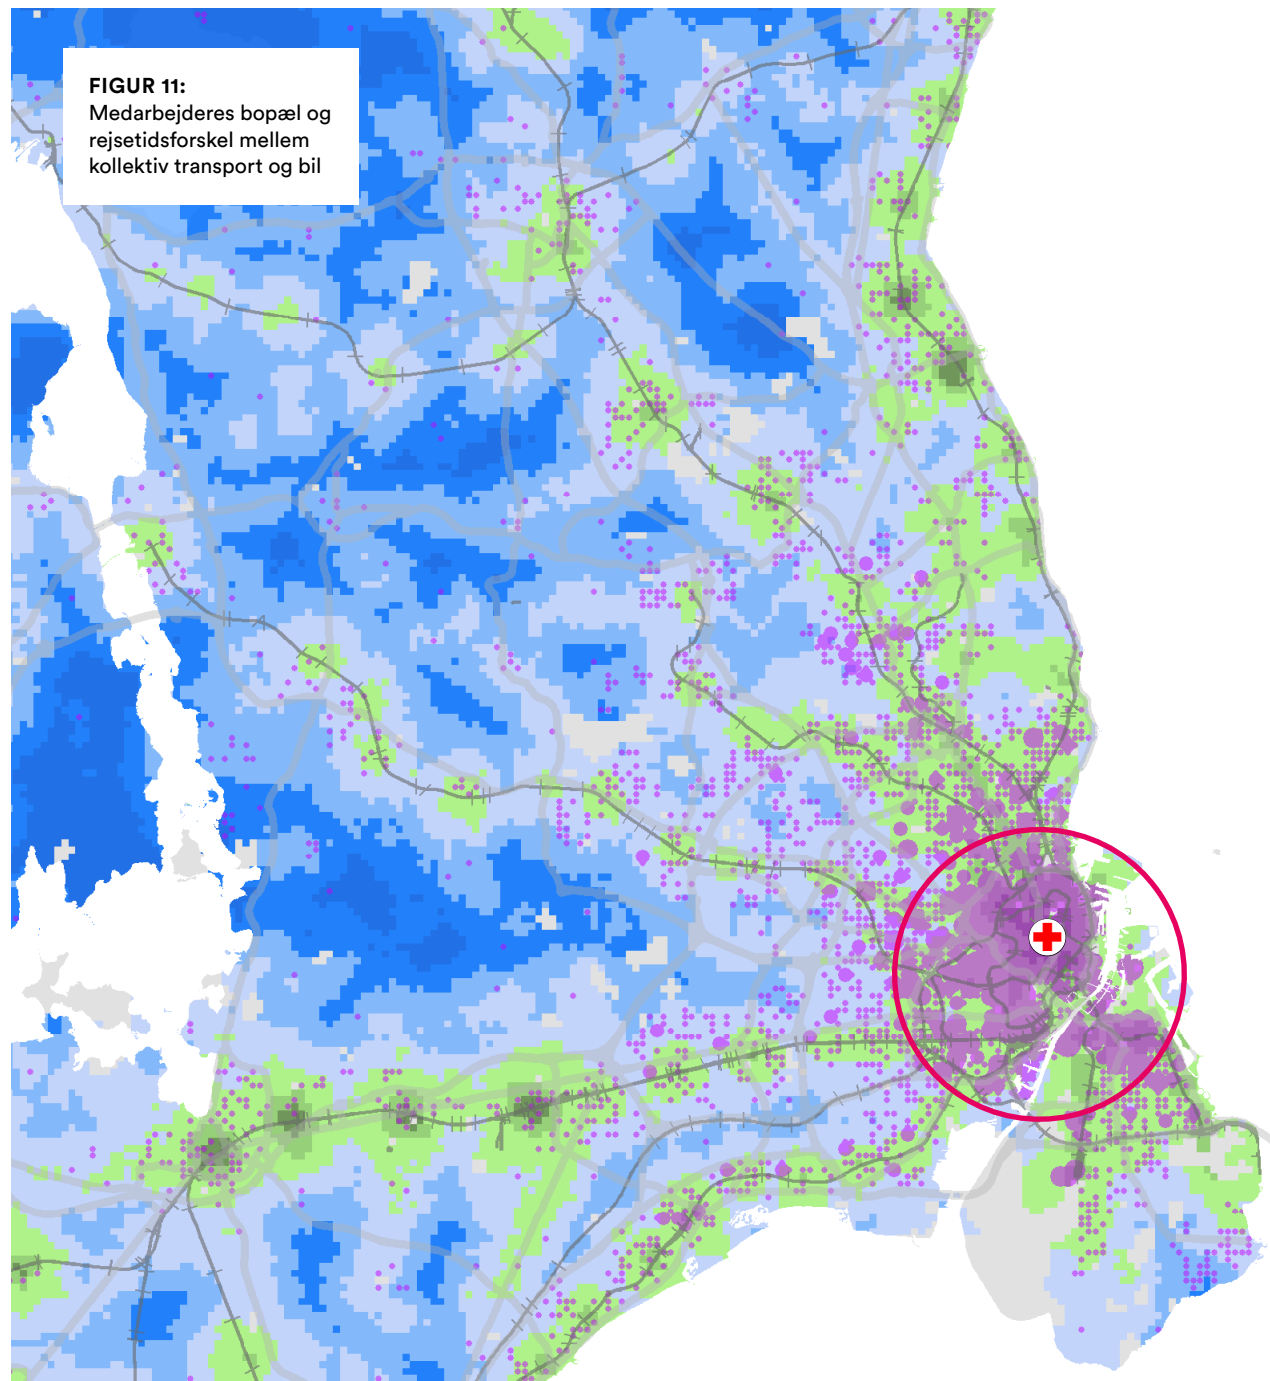 FIGUR 11:
Medarbejderes bopæl og
rejsetidsforskel mellem
kollektiv transport og bil